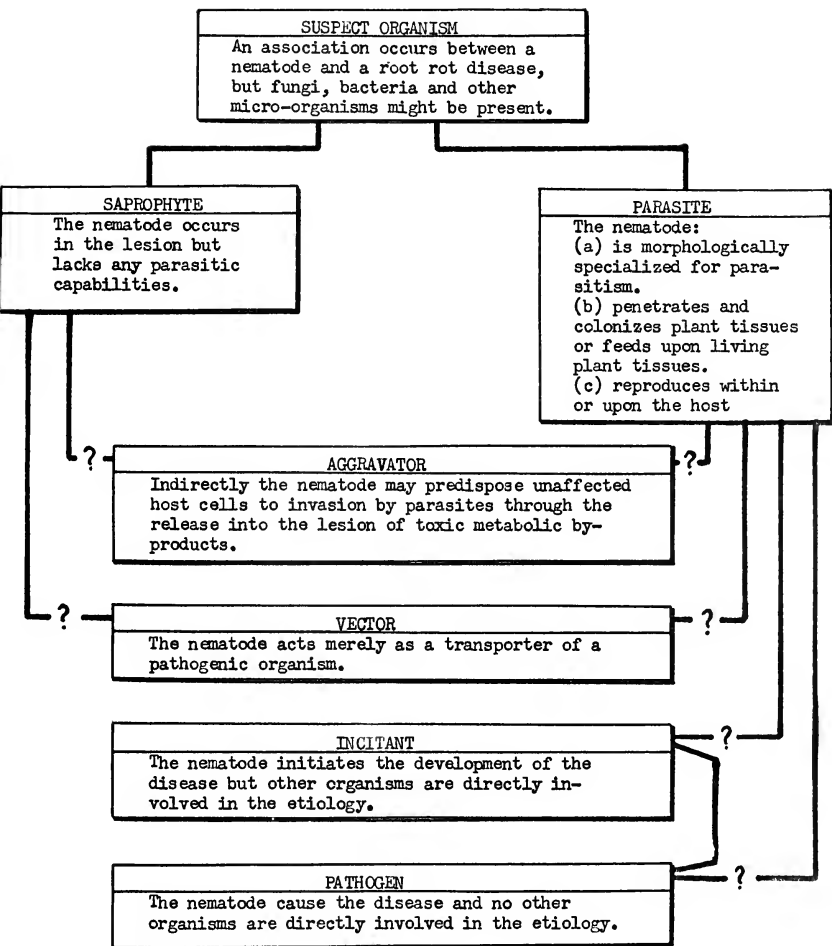 SUSPECT ORGANISM
An association occurs between a
nematode and a root rot disease,
but fungi, bacteria and other
micro-organisms might be present.
SAPROPHYTE
The nematode occurs
in the lesion but
lacks any parasitic
capabilities.
PARASITE
The nematode:
(a) is morphologically
specialized for para-
sitism.
(b) penetrates and
colonizes plant tissues
or feeds upon living
plant tissues.
(c) reproduces within
or upon the host
?
?
AGGRAVATOR
Indirectly the nematode may predispose unaffected
host cells to invasion by parasites through the
release into the lesion of toxic metabolic by-
products.
?
?
VECTOR
The nematode acts merely as a transporter of a
pathogenic organism.
?
INCITANT
The nematode initiates the development of the
disease but other organisms are directly in-
volved in the etiology.
?
PATHOGEN
The nematode cause the disease and no other
organisms are directly involved in the etiology.